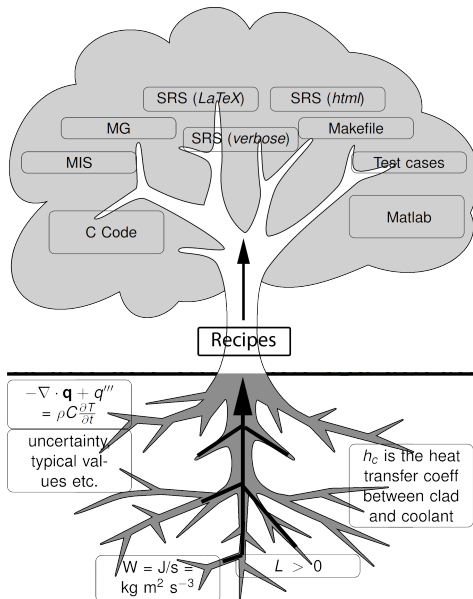 SRS (LaTeX)
SRS (html)
MG
SRS (verbose)
Makefile
MIS
Test cases
C Code
Matlab
Recipes
−∇ · q + q′′′
= ρC ∂T/∂t
uncertainty,
typical val-
ues etc.
h_c is the heat
transfer coeff
between clad
and coolant
W = J/s =
kg m² s⁻³
L > 0